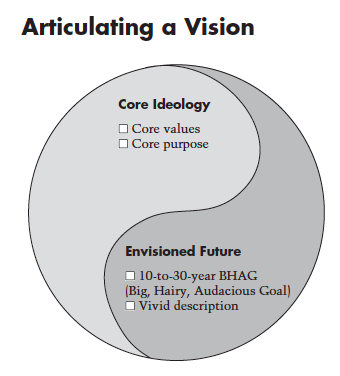 Articulating a Vision
Core Ideology
☐ Core values
☐ Core purpose
Envisioned Future
☐ 10-to-30-year BHAG
(Big, Hairy, Audacious Goal)
☐ Vivid description